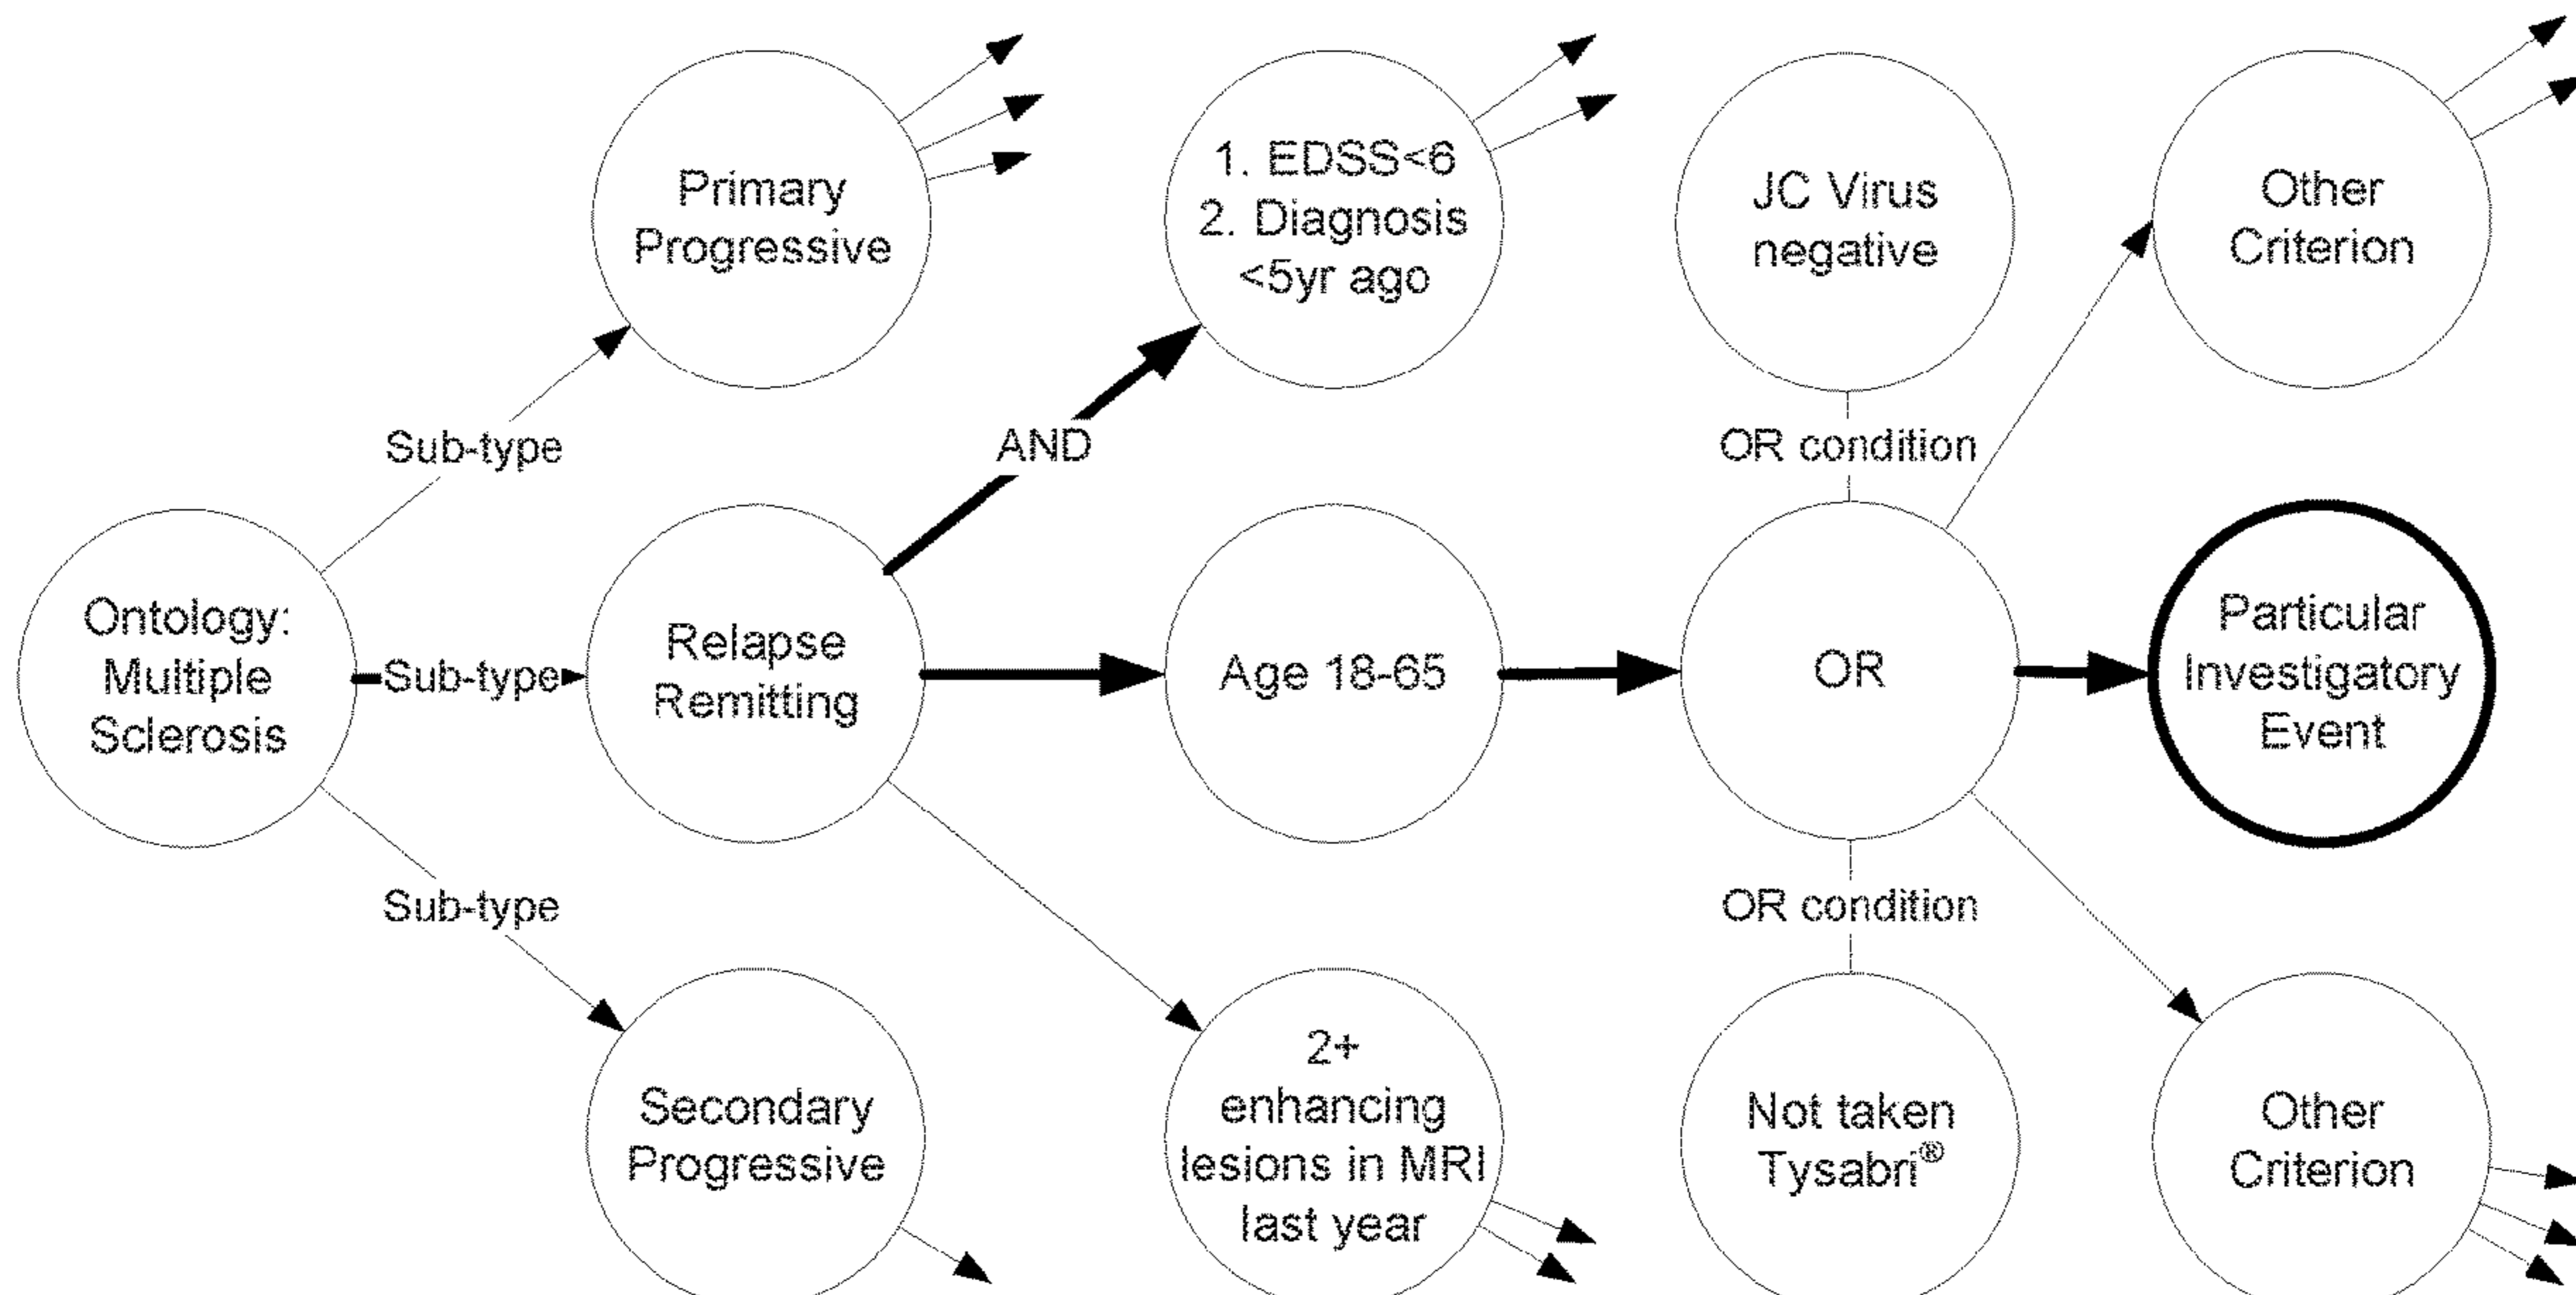 Primary
Progressive
1. EDSS<6
2. Diagnosis
<5yr ago
JC Virus
negative
Other
Criterion
Sub-type
AND
OR condition
Ontology:
Multiple
Sclerosis
Sub-type
Relapse
Remitting
Age 18-65
OR
Particular
Investigatory
Event
Sub-type
OR condition
Secondary
Progressive
2+
enhancing
lesions in MRI
last year
Not taken
Tysabri®
Other
Criterion